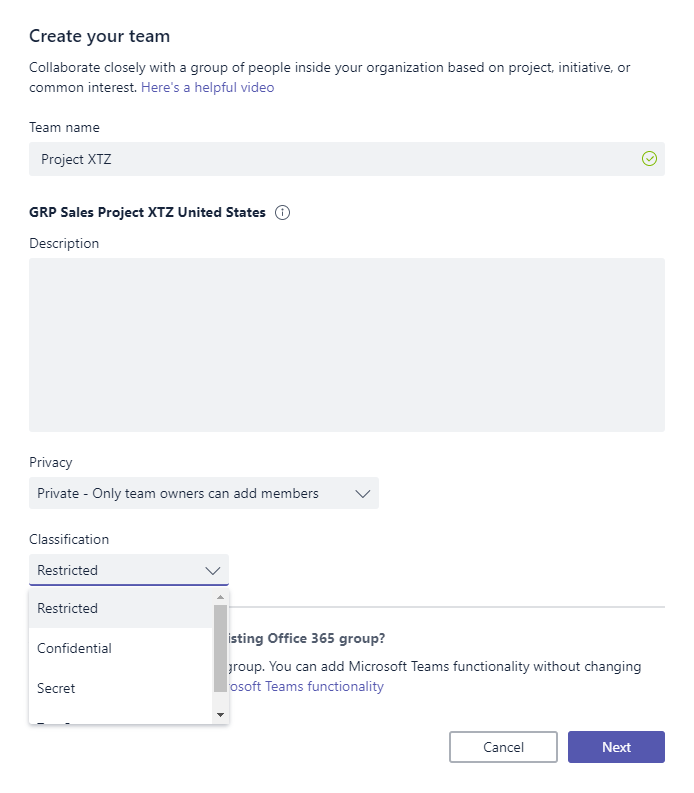 Create your team
Collaborate closely with a group of people inside your organization based on project, initiative, or
common interest. Here's a helpful video
Team name
Project XTZ
GRP Sales Project XTZ United States
Description
Privacy
Private - Only team owners can add members
Classification
Restricted
Restricted
Confidential
Secret
Office 365 group?
group. You can add Microsoft Teams functionality without changing
Teams functionality
Cancel
Next